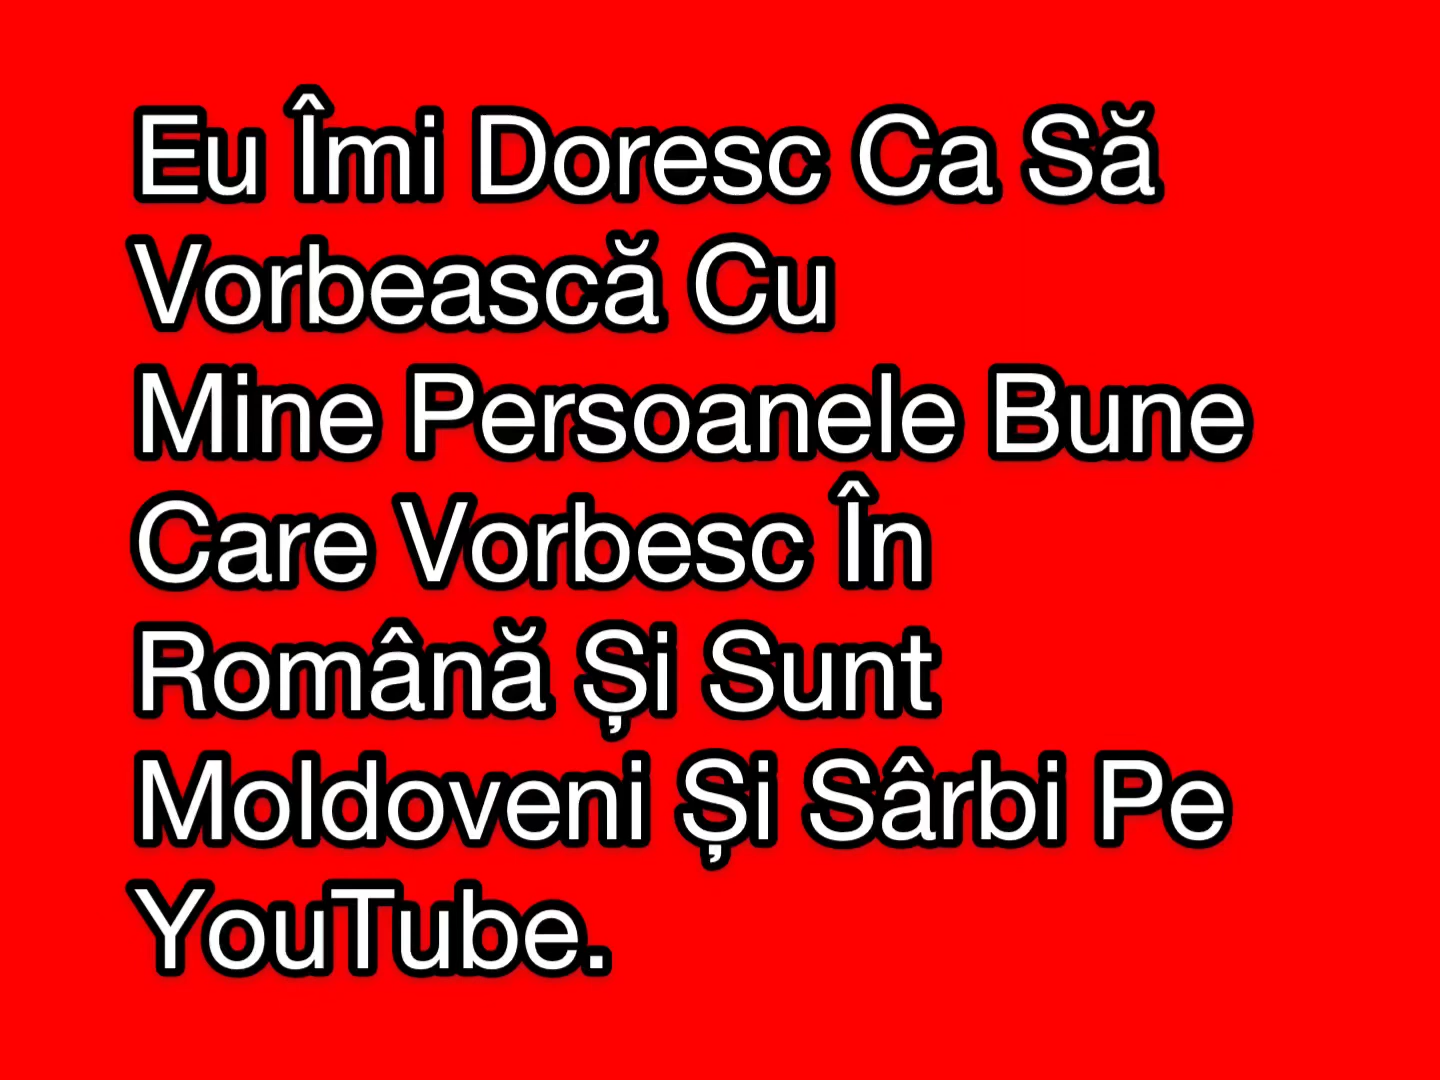 Eu Îmi Doresc Ca Să
Vorbească Cu
Mine Persoanele Bune
Care Vorbesc În
Română Și Sunt
Moldoveni Și Sârbi Pe
YouTube.